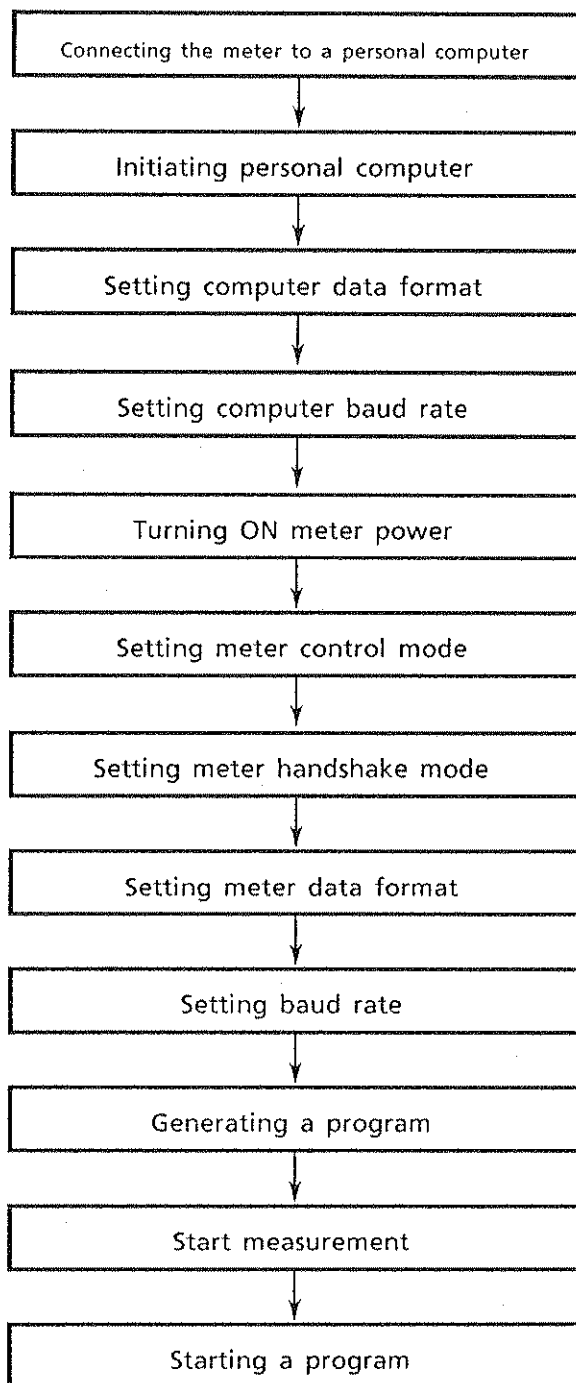 Connecting the meter to a personal computer
Initiating personal computer
Setting computer data format
Setting computer baud rate
Turning ON meter power
Setting meter control mode
Setting meter handshake mode
Setting meter data format
Setting baud rate
Generating a program
Start measurement
Starting a program